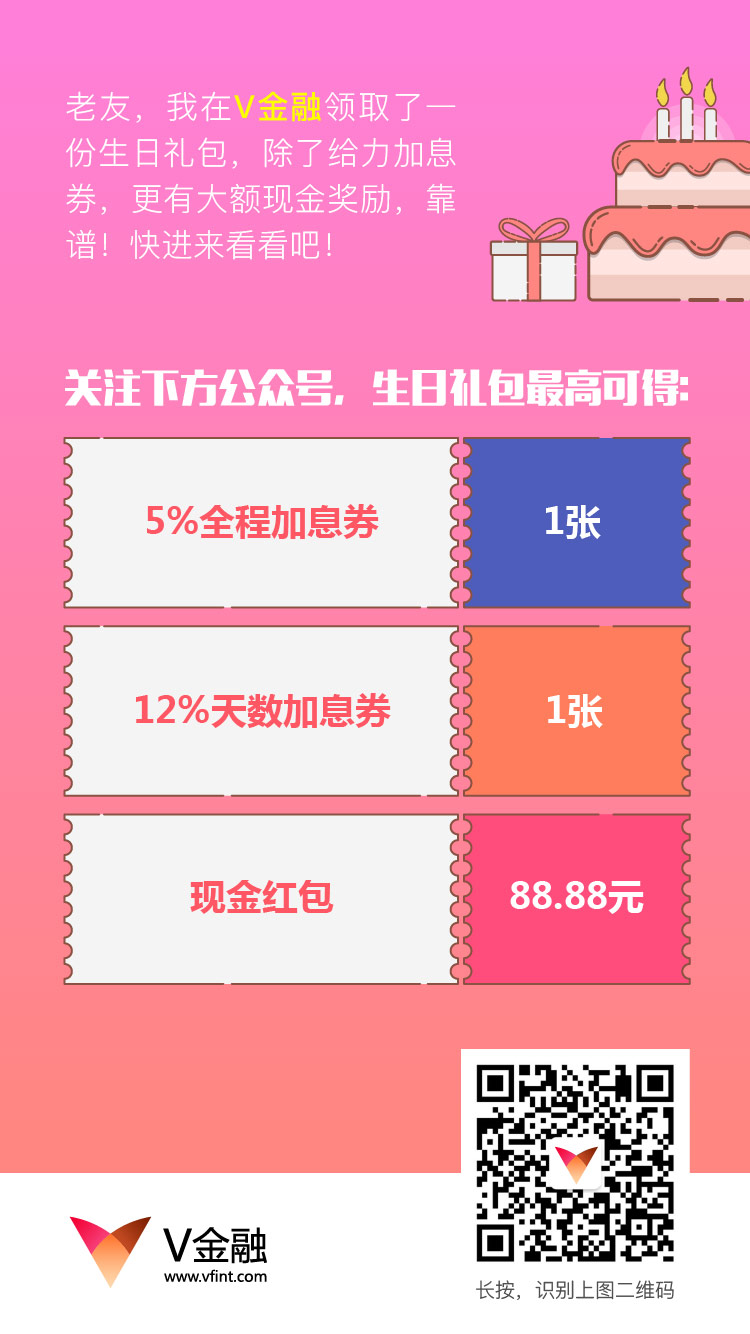 老友，我在V金融领取了一
份生日礼包，除了给力加息
券，更有大额现金奖励，靠
谱！快进来看看吧！
关注下方公众号，生日礼包最高可得：
5%全程加息券
1张
12%天数加息券
1张
现金红包
88.88元
V金融
www.vfint.com
长按，识别上图二维码